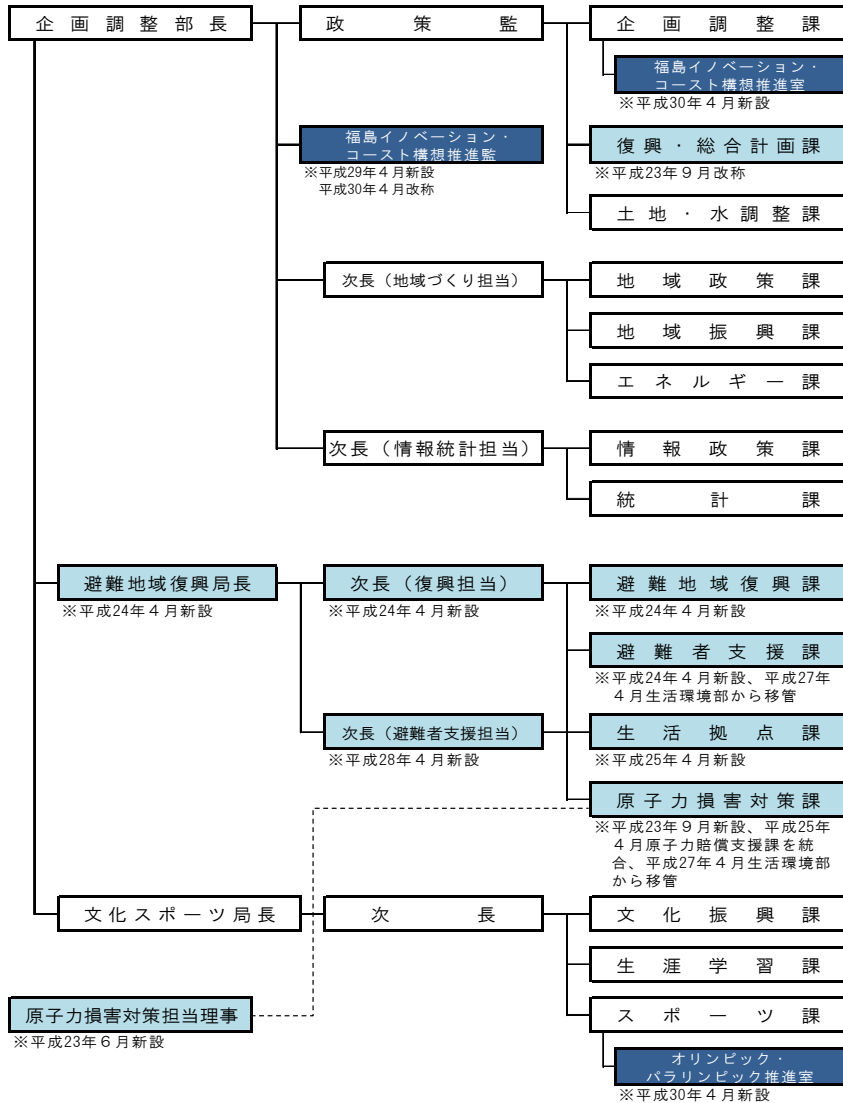 企画調整部長
政策監
企画調整課
福島イノベーション・
コースト構想推進室
※平成30年４月新設
福島イノベーション・
コースト構想推進監
※平成29年４月新設
平成30年４月改称
復興・総合計画課
※平成23年９月改称
土地・水調整課
次長（地域づくり担当）
地域政策課
地域振興課
エネルギー課
次長（情報統計担当）
情報政策課
統計課
避難地域復興局長
※平成24年４月新設
次長（復興担当）
※平成24年４月新設
避難地域復興課
※平成24年４月新設
避難者支援課
※平成24年４月新設、平成27年
４月生活環境部から移管
次長（避難者支援担当）
※平成28年４月新設
生活拠点課
※平成25年４月新設
原子力損害対策課
※平成23年９月新設、平成25年
４月原子力賠償支援課を統
合、平成27年４月生活環境部
から移管
文化スポーツ局長
次長
文化振興課
生涯学習課
原子力損害対策担当理事
※平成23年６月新設
スポーツ課
オリンピック・
パラリンピック推進室
※平成30年４月新設